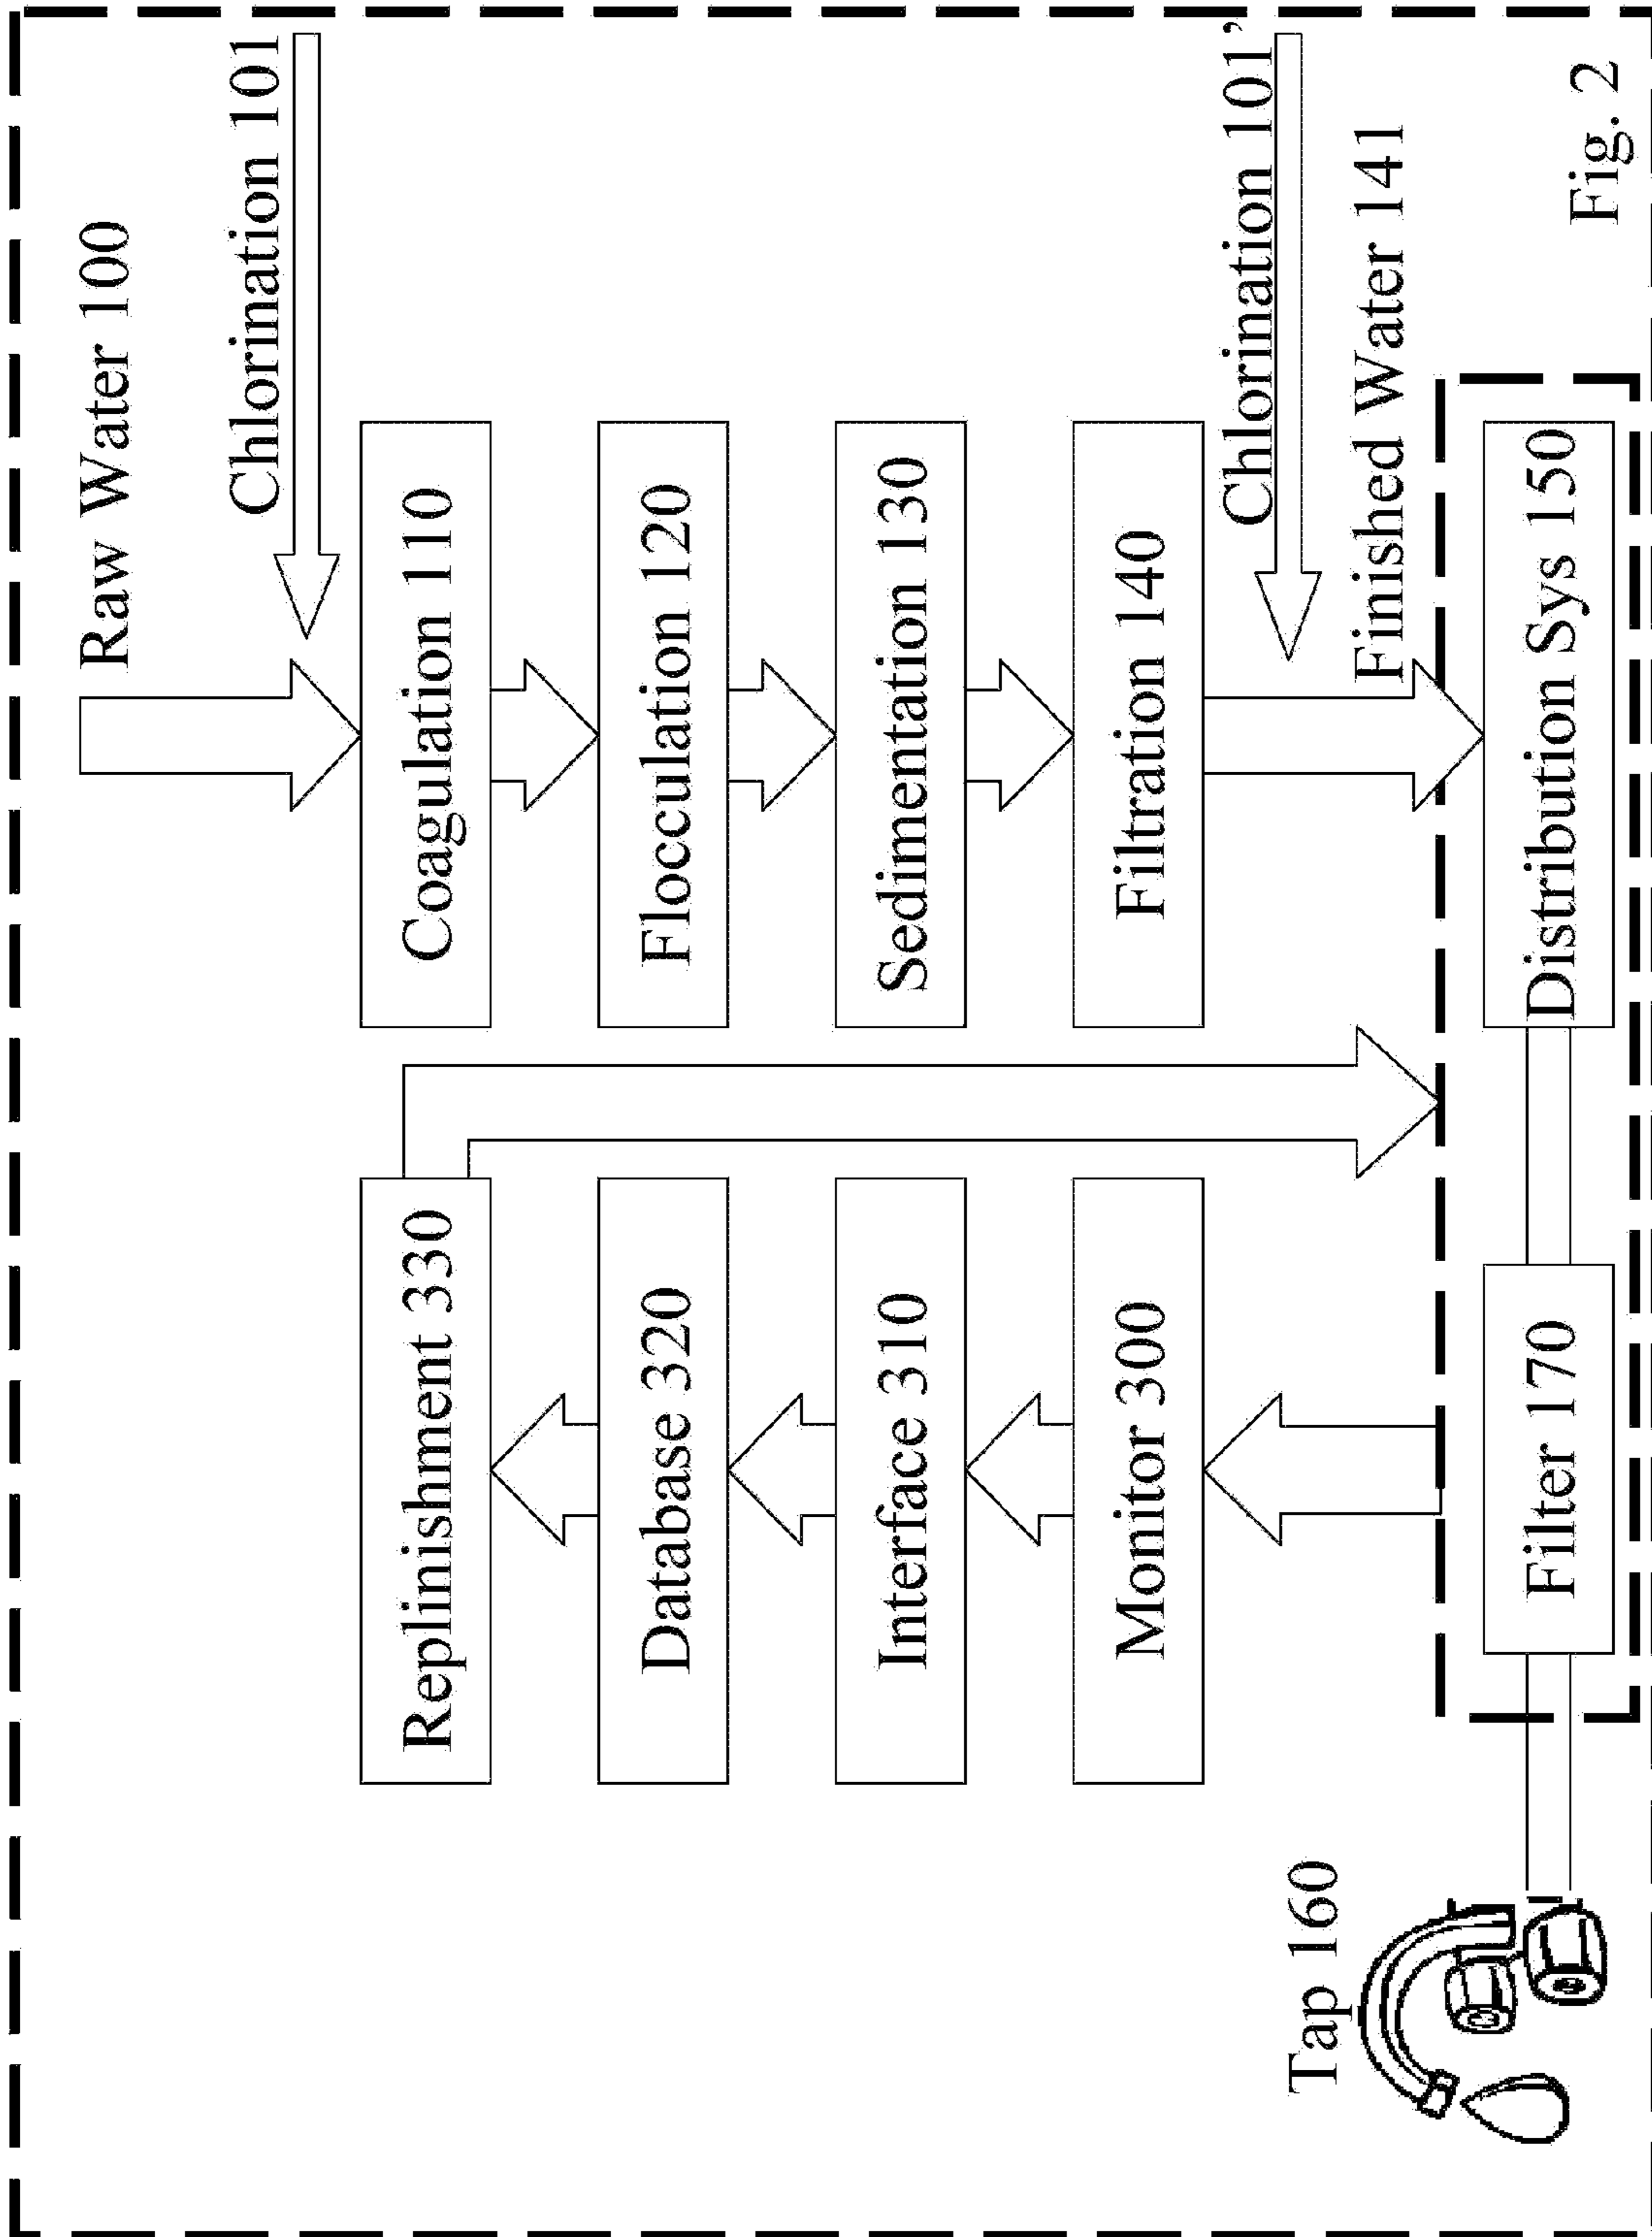 Raw Water 100
Chlorination 101
Coagulation 110
Flocculation 120
Sedimentation 130
Filtration 140
Chlorination 101’
Finished Water 141
Distribution Sys 150
Replinishment 330
Database 320
Interface 310
Monitor 300
Filter 170
Tap 160
Fig. 2